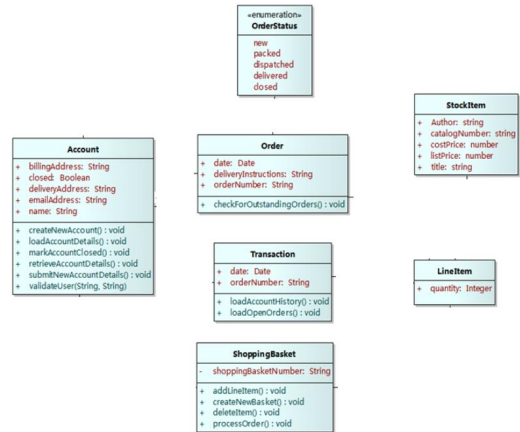 «enumeration»
OrderStatus
new
packed
dispatched
delivered
closed
StockItem
+ Author: string
+ catalogNumber: string
+ costPrice: number
+ listPrice: number
+ title: string
Account
+ billingAddress: String
+ closed: Boolean
+ deliveryAddress: String
+ emailAddress: String
+ name: String
+ createNewAccount() : void
+ loadAccountDetails() : void
+ markAccountClosed() : void
+ retrieveAccountDetails() : void
+ submitNewAccountDetails() : void
+ validateUser(String, String)
Order
+ date: Date
+ deliveryInstructions: String
+ orderNumber: String
+ checkForOutstandingOrders() : void
Transaction
+ date: Date
+ orderNumber: String
+ loadAccountHistory() : void
+ loadOpenOrders() : void
LineItem
+ quantity: Integer
ShoppingBasket
- shoppingBasketNumber: String
+ addLineItem() : void
+ createNewBasket() : void
+ deleteItem() : void
+ processOrder() : void